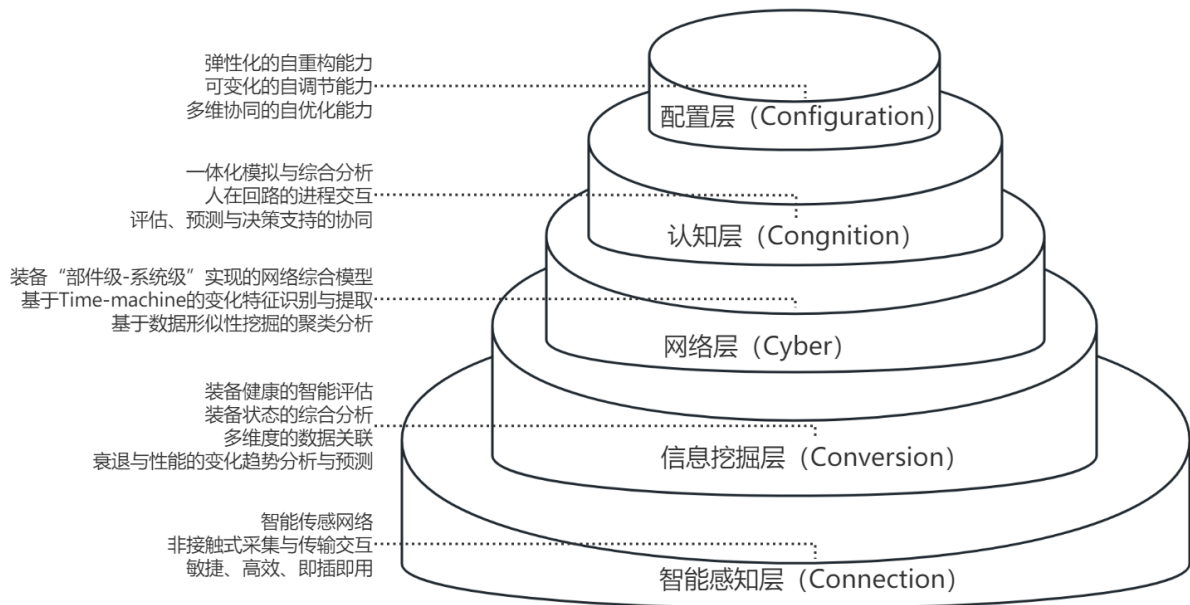 弹性化的自重构能力
可变化的自调节能力
多维协同的自优化能力
配置层（Configuration）
一体化模拟与综合分析
人在回路的进程交互
评估、预测与决策支持的协同
认知层（Congnition）
装备“部件级-系统级”实现的网络综合模型
基于Time-machine的变化特征识别与提取
基于数据形似性挖掘的聚类分析
网络层（Cyber）
装备健康的智能评估
装备状态的综合分析
多维度的数据关联
衰退与性能的变化趋势分析与预测
信息挖掘层（Conversion）
智能传感网络
非接触式采集与传输交互
敏捷、高效、即插即用
智能感知层（Connection）